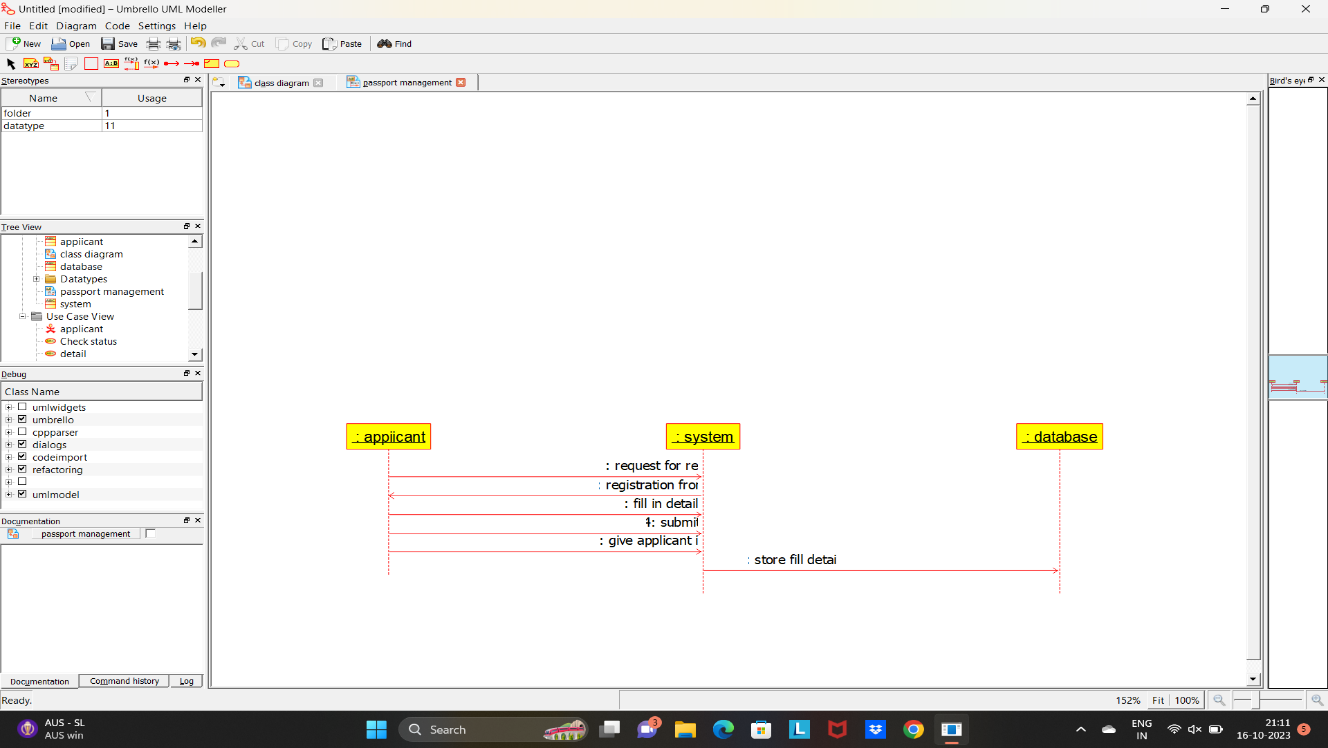 Untitled [modified] – Umbrello UML Modeller
File Edit Diagram Code Settings Help
New Open Save Cut Copy Paste Find
XYZ A:B f(x) f(x)
Stereotypes
Name Usage
folder 1
datatype 11
class diagram passport management
Bird's eye
Tree View
appiicant
class diagram
database
Datatypes
passport management
system
Use Case View
applicant
Check status
detail
Debug
Class Name
umlwidgets
umbrello
cppparser
dialogs
codeimport
refactoring
umlmodel
Documentation
passport management
Documentation Command history Log
: appiicant : system : database
: request for re
: registration fror
: fill in detail
4: submit
: give applicant i
: store fill detai
Ready.
152% Fit 100%
AUS - SL
AUS win
Search
3
L
ENG
IN
21:11
16-10-2023
5